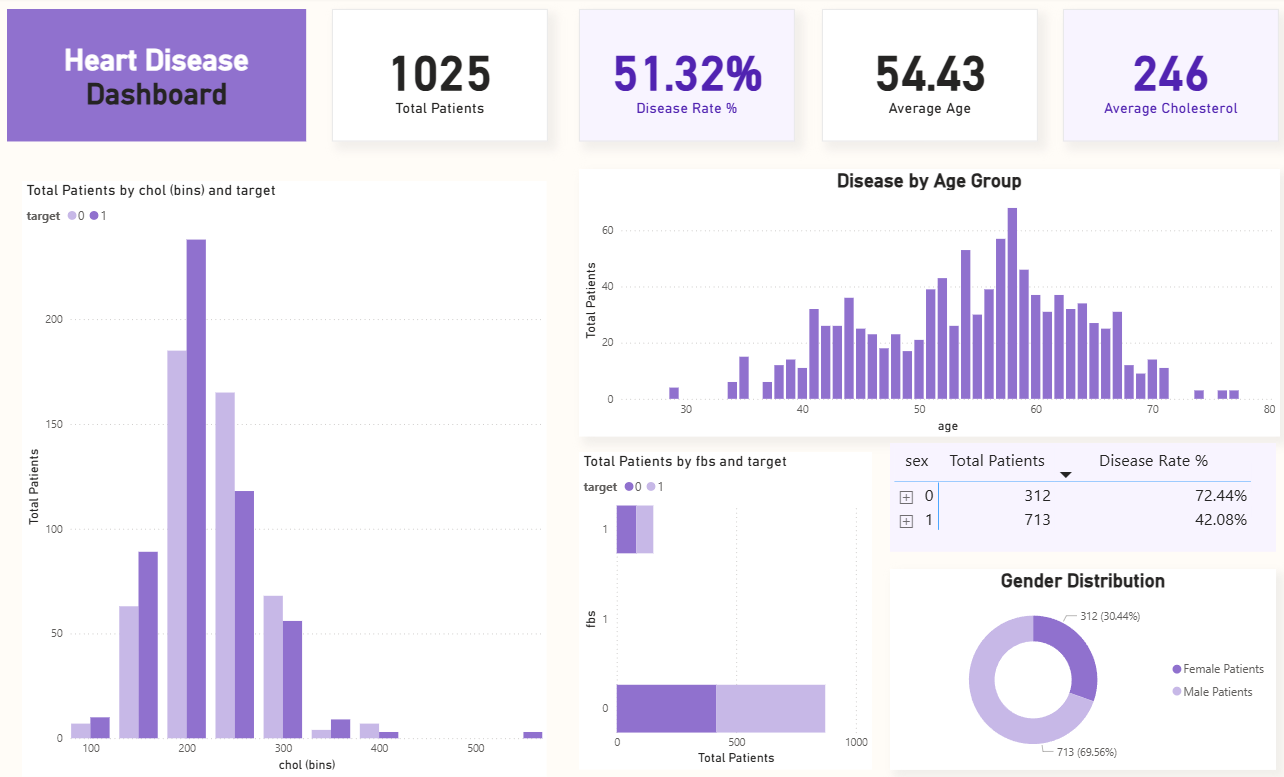 Heart Disease
Dashboard
1025
Total Patients
51.32%
Disease Rate %
54.43
Average Age
246
Average Cholesterol
Total Patients by chol (bins) and target
target 0 1
Total Patients
200
150
100
50
0
100 200 300 400 500
chol (bins)
Disease by Age Group
Total Patients
60
40
20
0
30 40 50 60 70 80
age
Total Patients by fbs and target
target 0 1
fbs
1
1
0
0 500 1000
Total Patients
sex Total Patients Disease Rate %
0 312 72.44%
1 713 42.08%
Gender Distribution
312 (30.44%)
Female Patients
Male Patients
713 (69.56%)